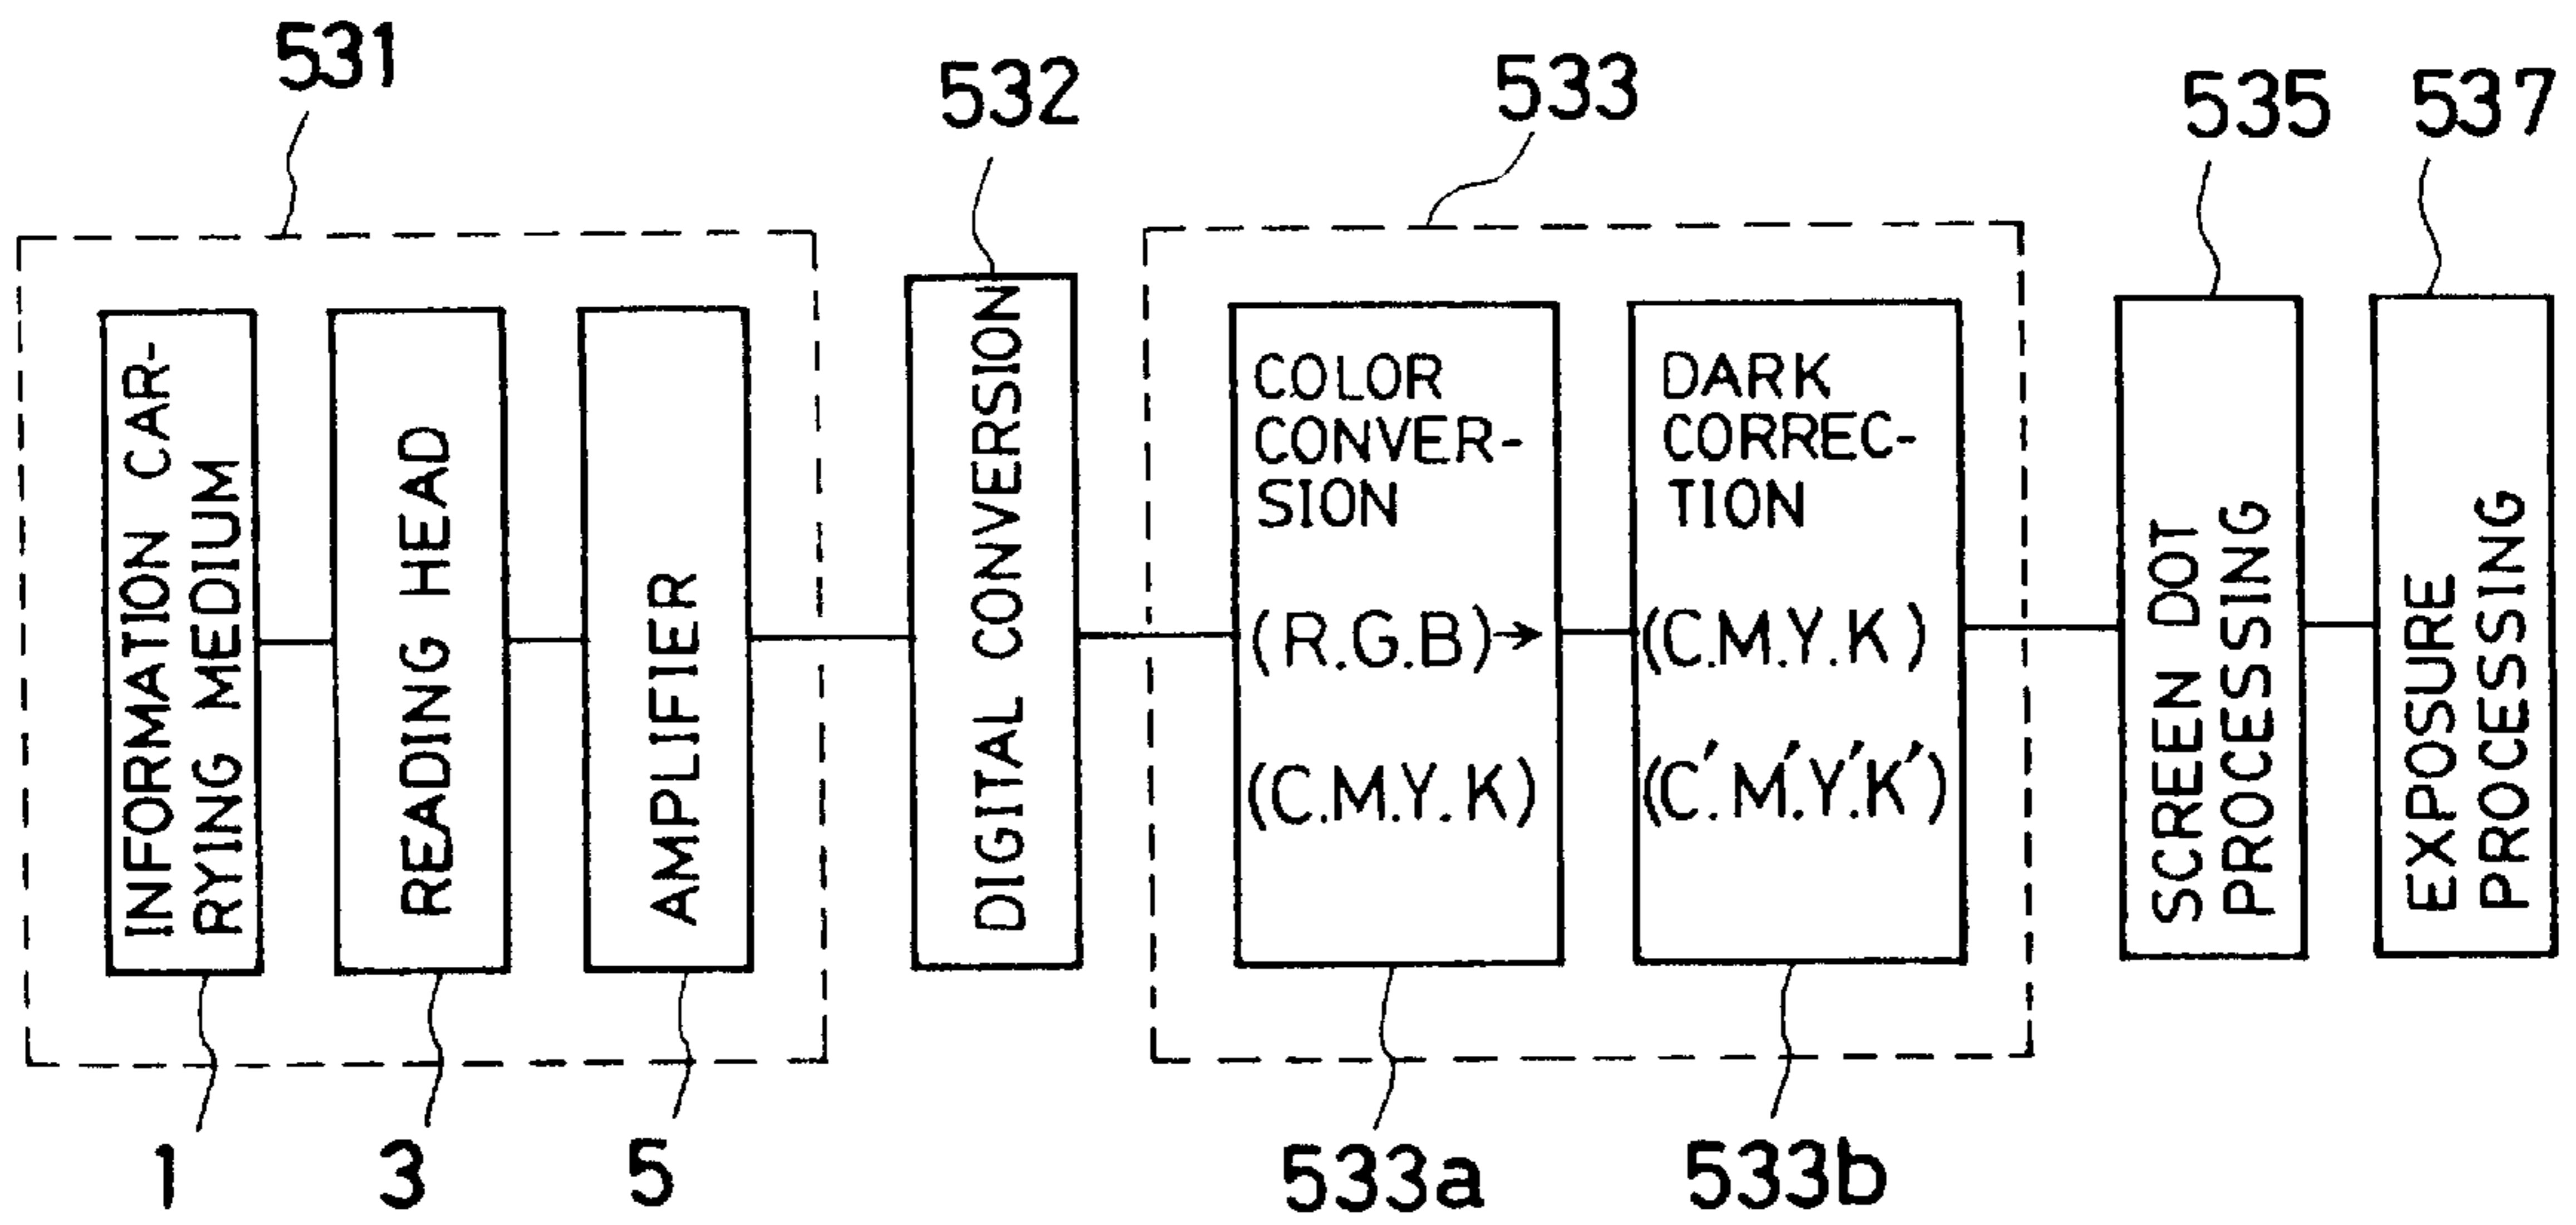 531
532
533
535
537
INFORMATION CAR-
RYING MEDIUM
READING HEAD
AMPLIFIER
DIGITAL CONVERSION
COLOR
CONVER-
SION
(R.G.B)→
(C.M.Y.K)
DARK
CORREC-
TION
(C.M.Y.K)
(C'.M'.Y'.K')
SCREEN DOT
PROCESSING
EXPOSURE
PROCESSING
1
3
5
533a
533b